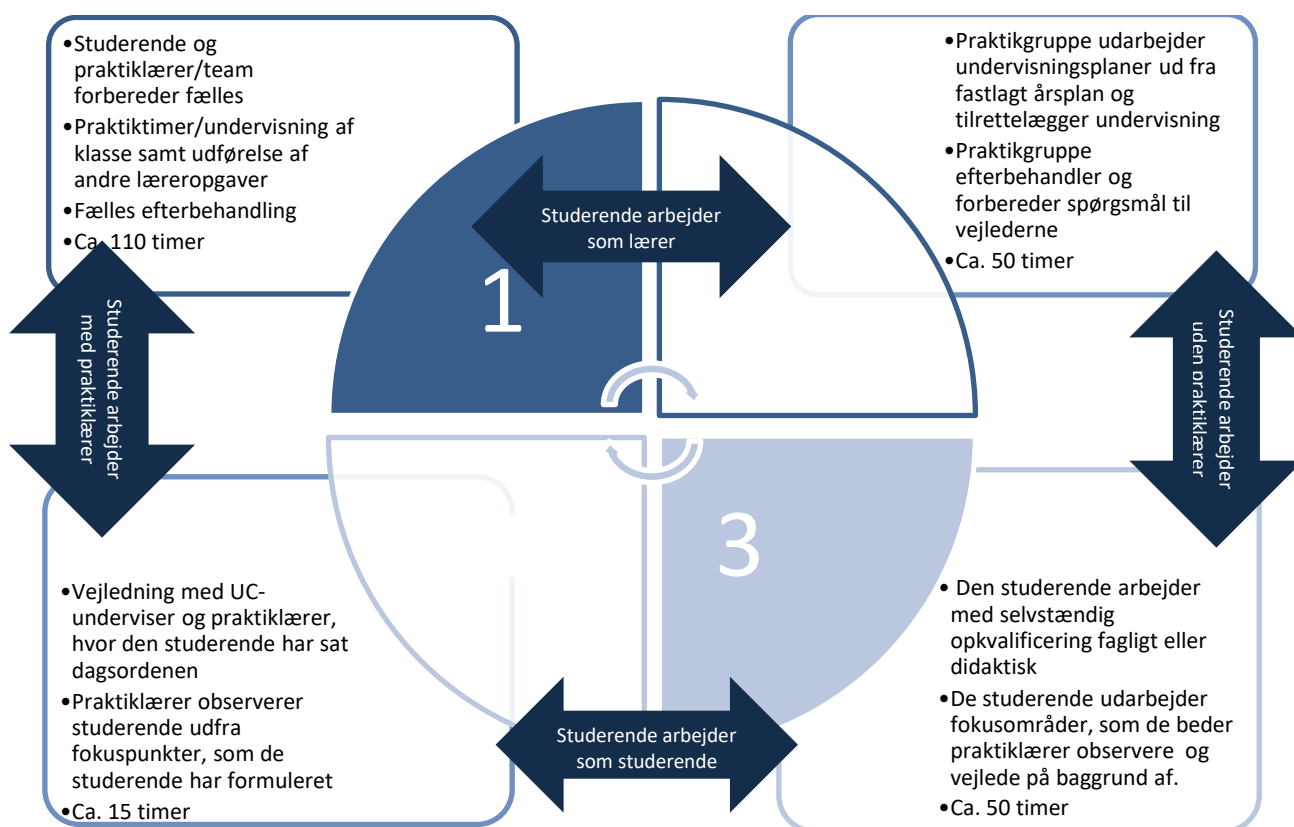 •Studerende og
praktiklærer/team
forbereder fælles
•Praktiktimer/undervisning af
klasse samt udførelse af
andre læreropgaver
•Fælles efterbehandling
•Ca. 110 timer
•Praktikgruppe udarbejder
undervisningsplaner ud fra
fastlagt årsplan og
tilrettelægger undervisning
•Praktikgruppe
efterbehandler og
forbereder spørgsmål til
vejlederne
•Ca. 50 timer
Studerende arbejder
som lærer
1
Studerende arbejder
med praktiklærer
Studerende arbejder
uden praktiklærer
3
•Vejledning med UC-
underviser og praktiklærer,
hvor den studerende har sat
dagsordenen
•Praktiklærer observerer
studerende udfra
fokuspunkter, som de
studerende har formuleret
•Ca. 15 timer
Studerende arbejder
som studerende
• Den studerende arbejder
med selvstændig
opkvalificering fagligt eller
didaktisk
•De studerende udarbejder
fokusområder, som de beder
praktiklærer observere og
vejlede på baggrund af.
•Ca. 50 timer